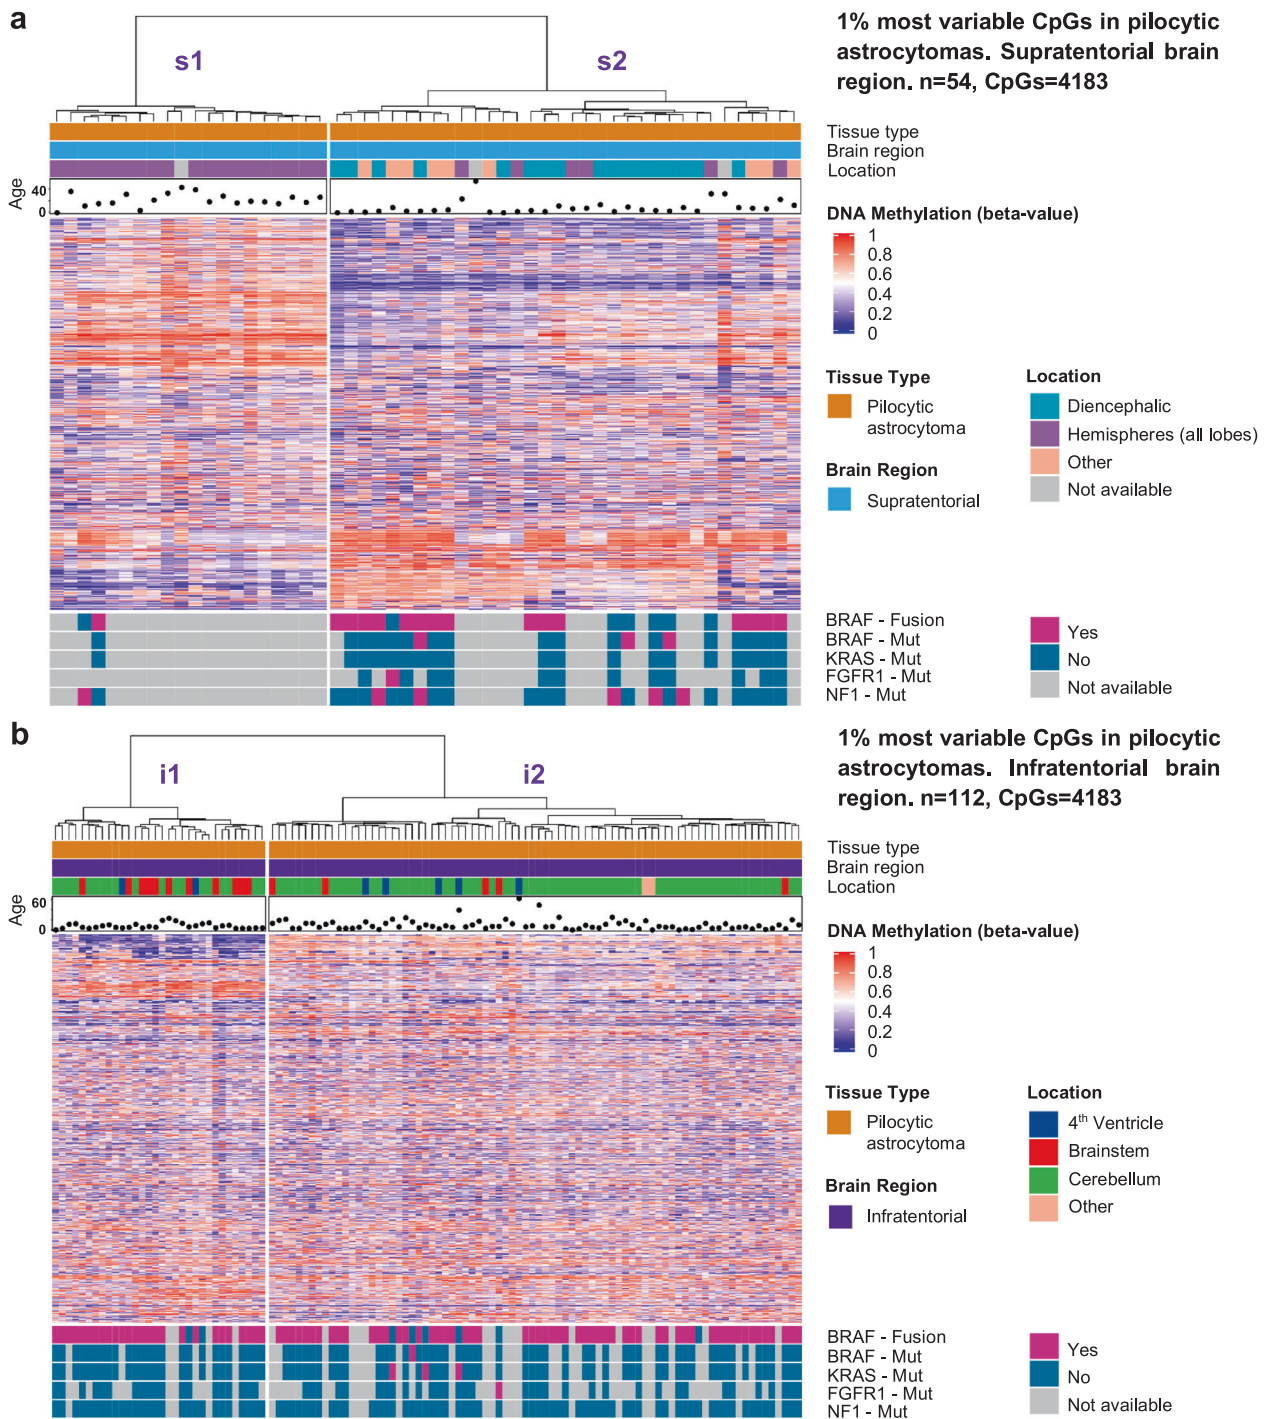 a
s1
s2
1% most variable CpGs in pilocytic
astrocytomas. Supratentorial brain
region. n=54, CpGs=4183
Tissue type
Brain region
Location
Age
40
0
DNA Methylation (beta-value)
1
0.8
0.6
0.4
0.2
0
Tissue Type
Pilocytic
astrocytoma
Brain Region
Supratentorial
Location
Diencephalic
Hemispheres (all lobes)
Other
Not available
BRAF - Fusion
BRAF - Mut
KRAS - Mut
FGFR1 - Mut
NF1 - Mut
Yes
No
Not available
b
i1
i2
1% most variable CpGs in pilocytic
astrocytomas. Infratentorial brain
region. n=112, CpGs=4183
Tissue type
Brain region
Location
Age
60
0
DNA Methylation (beta-value)
1
0.8
0.6
0.4
0.2
0
Tissue Type
Pilocytic
astrocytoma
Brain Region
Infratentorial
Location
4th Ventricle
Brainstem
Cerebellum
Other
BRAF - Fusion
BRAF - Mut
KRAS - Mut
FGFR1 - Mut
NF1 - Mut
Yes
No
Not available